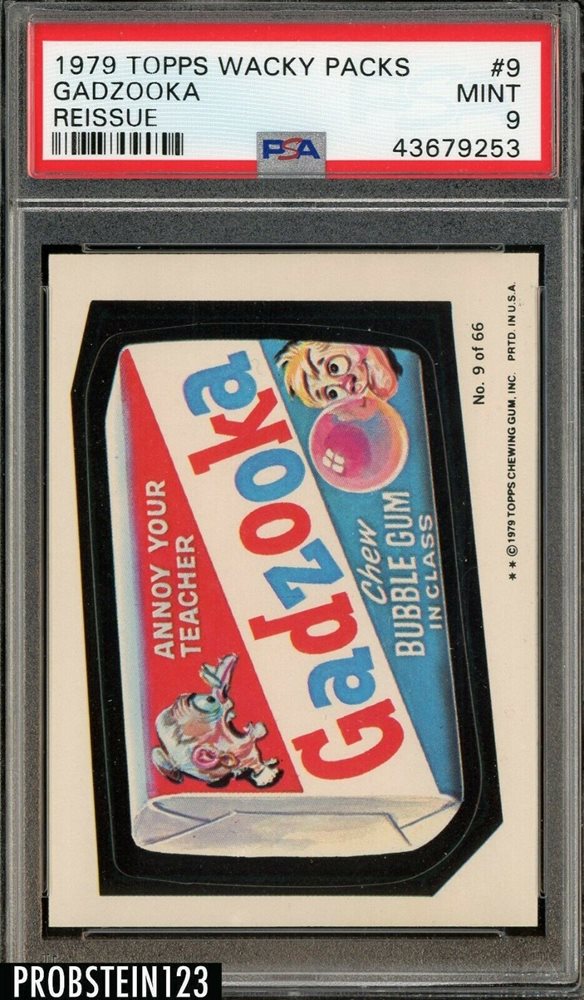 1979 TOPPS WACKY PACKS #9
GADZOOKA MINT
REISSUE 9
PSA
43679253
ANNOY YOUR
TEACHER
Gadzooka
Chew
BUBBLE GUM
IN CLASS
No. 9 of 66
** © 1979 TOPPS CHEWING GUM, INC. PRTD. IN U.S.A.
PROBSTEIN123